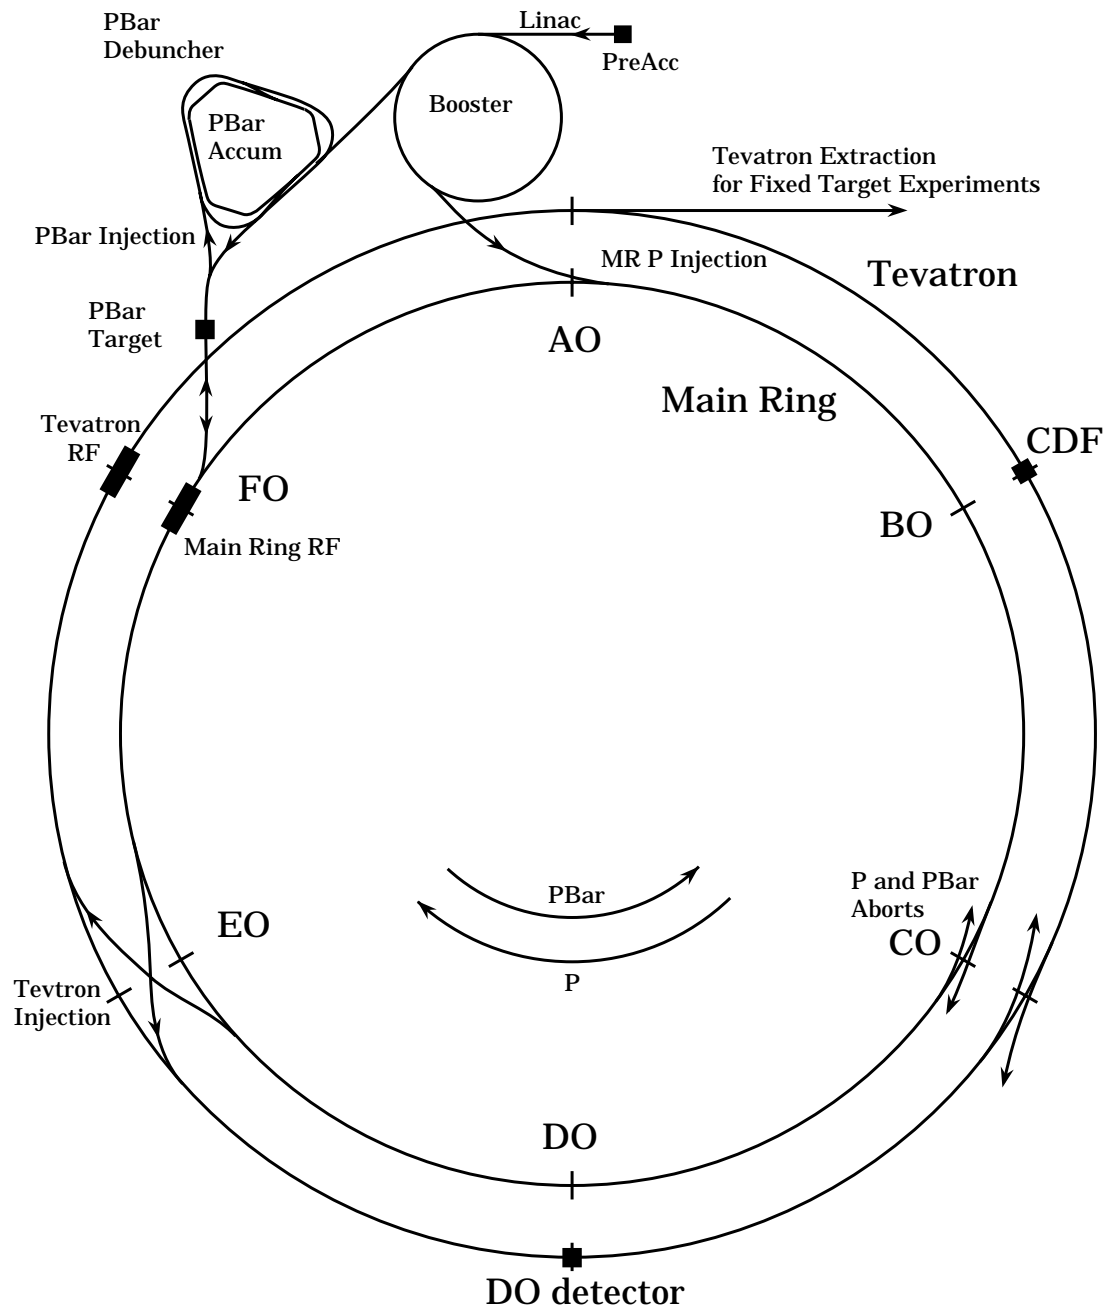 PBar
Debuncher
Linac
PreAcc
Booster
PBar
Accum
Tevatron Extraction
for Fixed Target Experiments
PBar Injection
MR P Injection
Tevatron
PBar
Target
AO
Main Ring
Tevatron
RF
CDF
FO
BO
Main Ring RF
P and PBar
Aborts
PBar
EO
CO
P
Tevtron
Injection
DO
DO detector